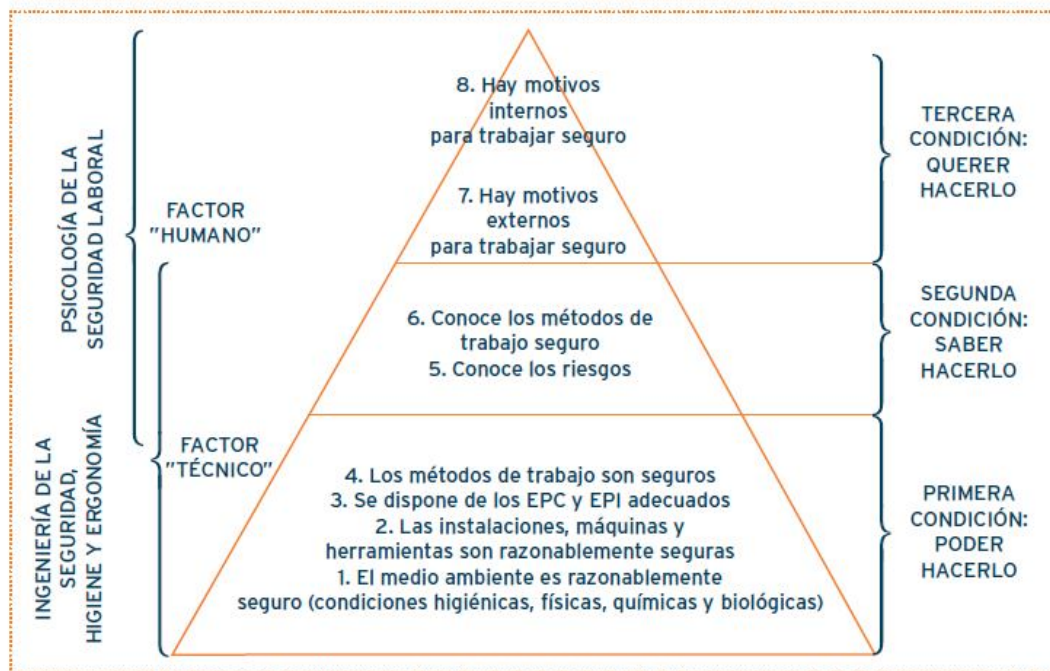 PSICOLOGÍA DE LA
SEGURIDAD LABORAL
INGENIERÍA DE LA
SEGURIDAD,
HIGIENE Y ERGONOMÍA
FACTOR
"HUMANO"
FACTOR
"TÉCNICO"
8. Hay motivos
internos
para trabajar seguro
7. Hay motivos
externos
para trabajar seguro
6. Conoce los métodos de
trabajo seguro
5. Conoce los riesgos
4. Los métodos de trabajo son seguros
3. Se dispone de los EPC y EPI adecuados
2. Las instalaciones, máquinas y
herramientas son razonablemente seguras
1. El medio ambiente es razonablemente
seguro (condiciones higiénicas, físicas, químicas y biológicas)
TERCERA
CONDICIÓN:
QUERER
HACERLO
SEGUNDA
CONDICIÓN:
SABER
HACERLO
PRIMERA
CONDICIÓN:
PODER
HACERLO